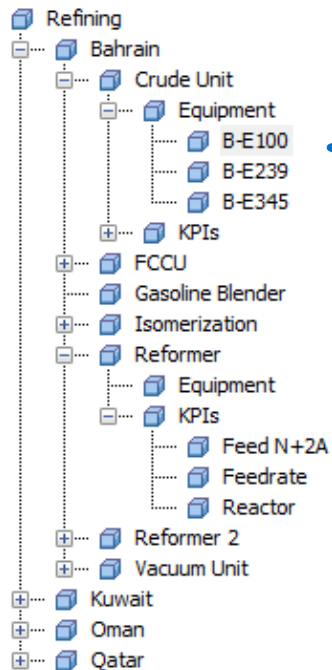 Refining
Bahrain
Crude Unit
Equipment
B-E100
B-E239
B-E345
KPIs
FCCU
Gasoline Blender
Isomerization
Reformer
Equipment
KPIs
Feed N+2A
Feedrate
Reactor
Reformer 2
Vacuum Unit
Kuwait
Oman
Qatar